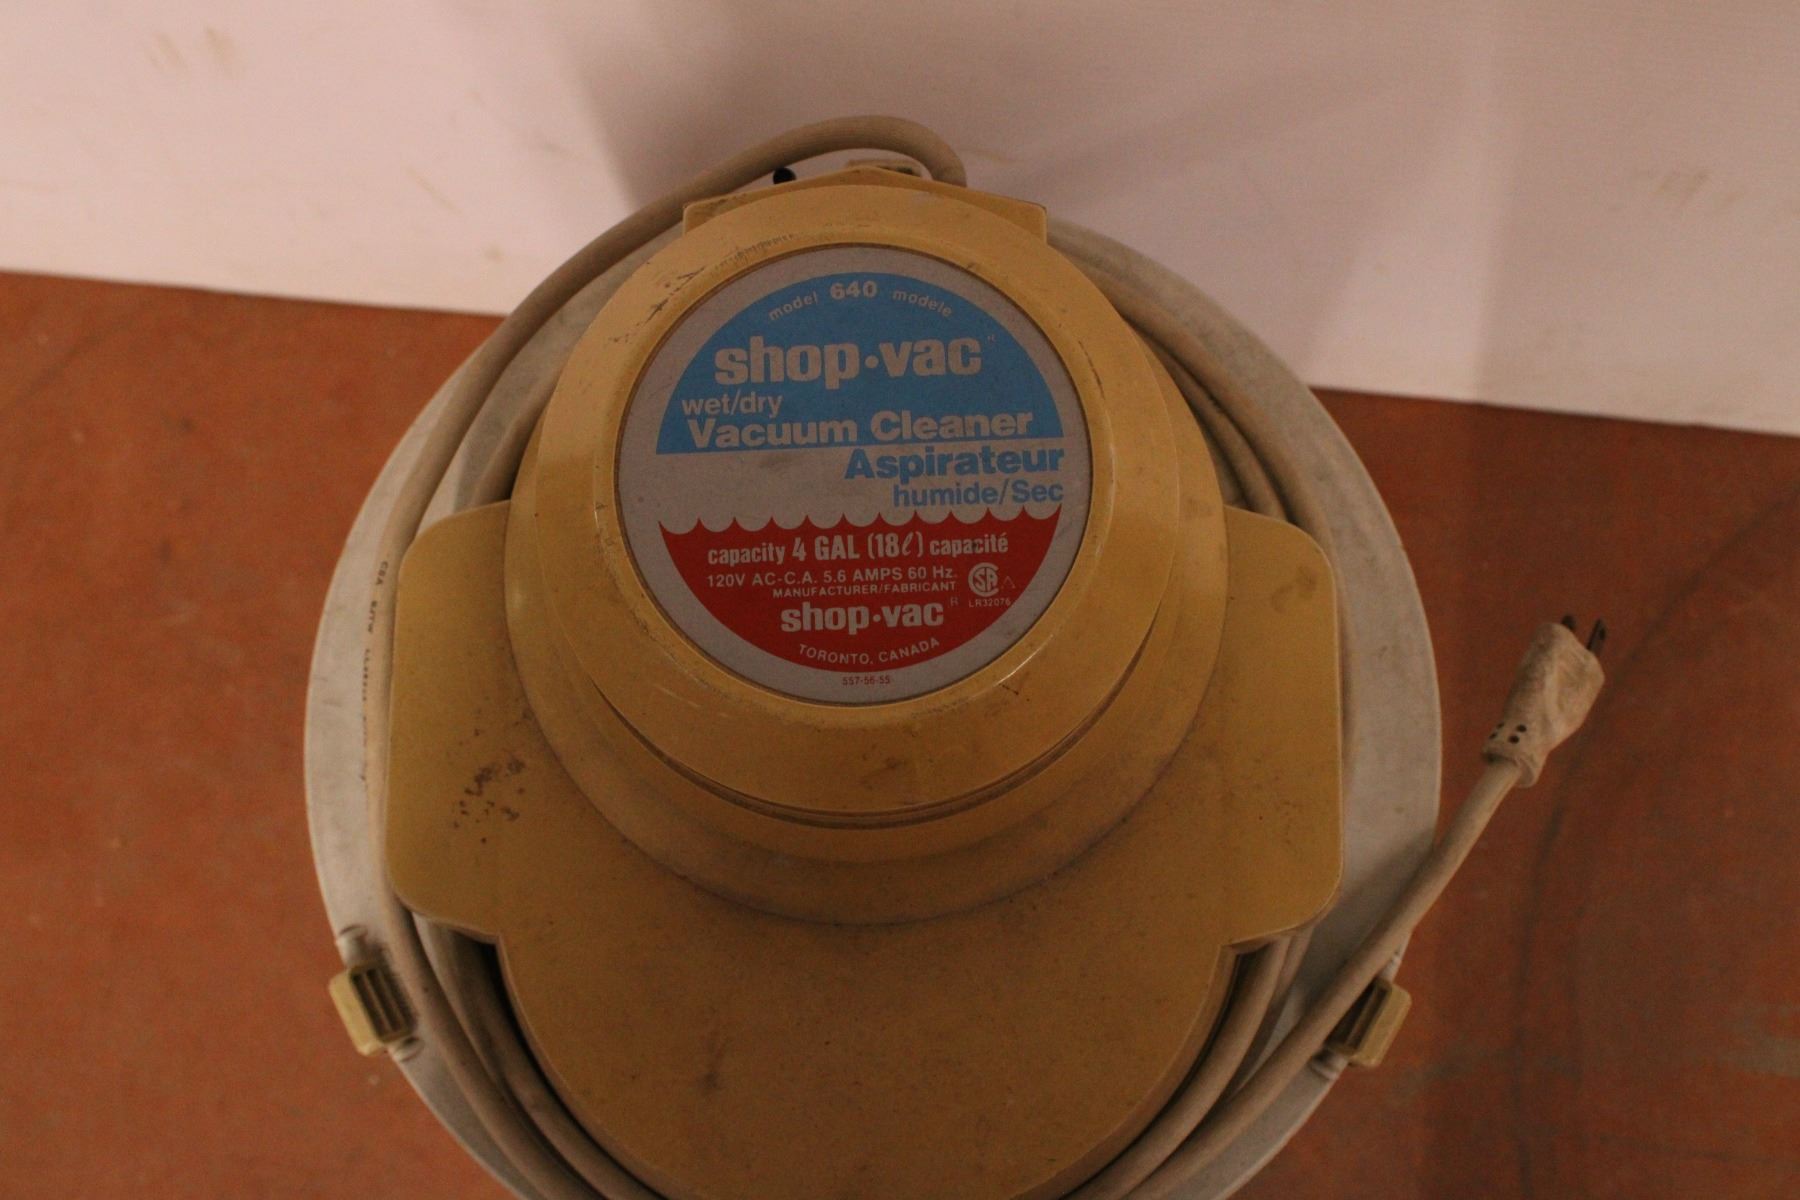 model 640 modele
shop·vac R
wet/dry
Vacuum Cleaner
Aspirateur
humide/Sec
capacity 4 GAL (18ℓ) capacité
120V AC-C.A. 5.6 AMPS 60 Hz.
MANUFACTURER/FABRICANT
LR32076
shop·vac R
TORONTO, CANADA
557-56-55